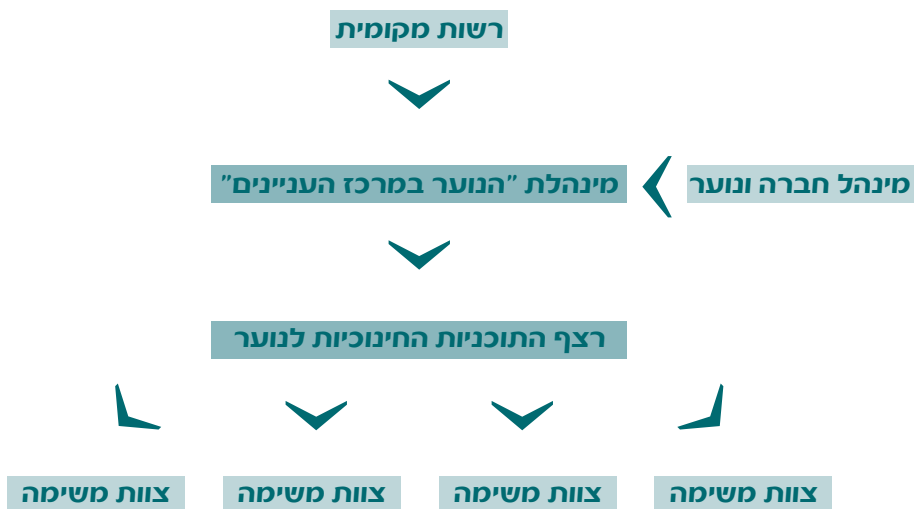 רשות מקומית
מינהל חברה ונוער
מינהלת "הנוער במרכז העניינים"
רצף התוכניות החינוכיות לנוער
צוות משימה
צוות משימה
צוות משימה
צוות משימה